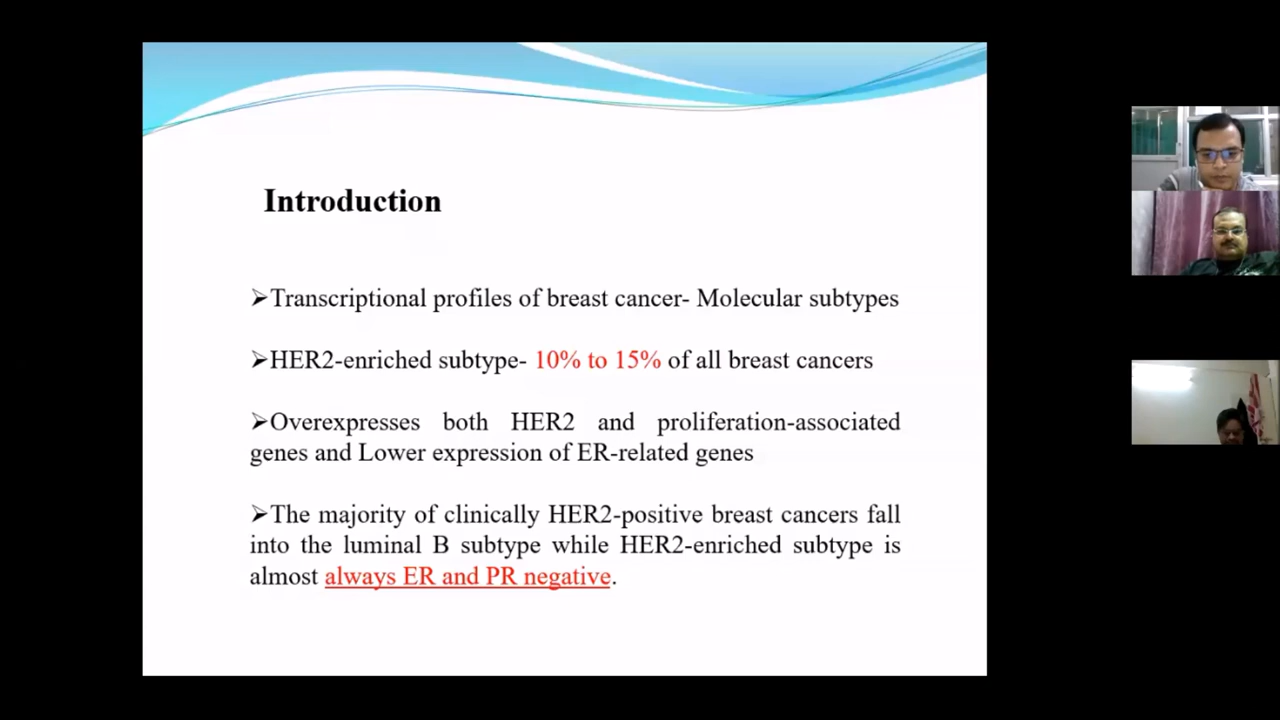 Introduction
➢Transcriptional profiles of breast cancer- Molecular subtypes
➢HER2-enriched subtype- 10% to 15% of all breast cancers
➢Overexpresses both HER2 and proliferation-associated
genes and Lower expression of ER-related genes
➢The majority of clinically HER2-positive breast cancers fall
into the luminal B subtype while HER2-enriched subtype is
almost always ER and PR negative.